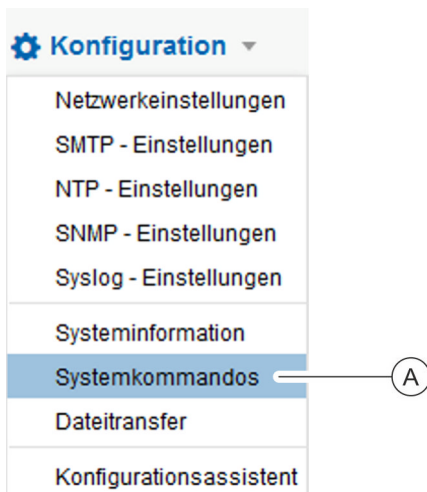 Konfiguration
Netzwerkeinstellungen
SMTP - Einstellungen
NTP - Einstellungen
SNMP - Einstellungen
Syslog - Einstellungen
Systeminformation
Systemkommandos A
Dateitransfer
Konfigurationsassistent